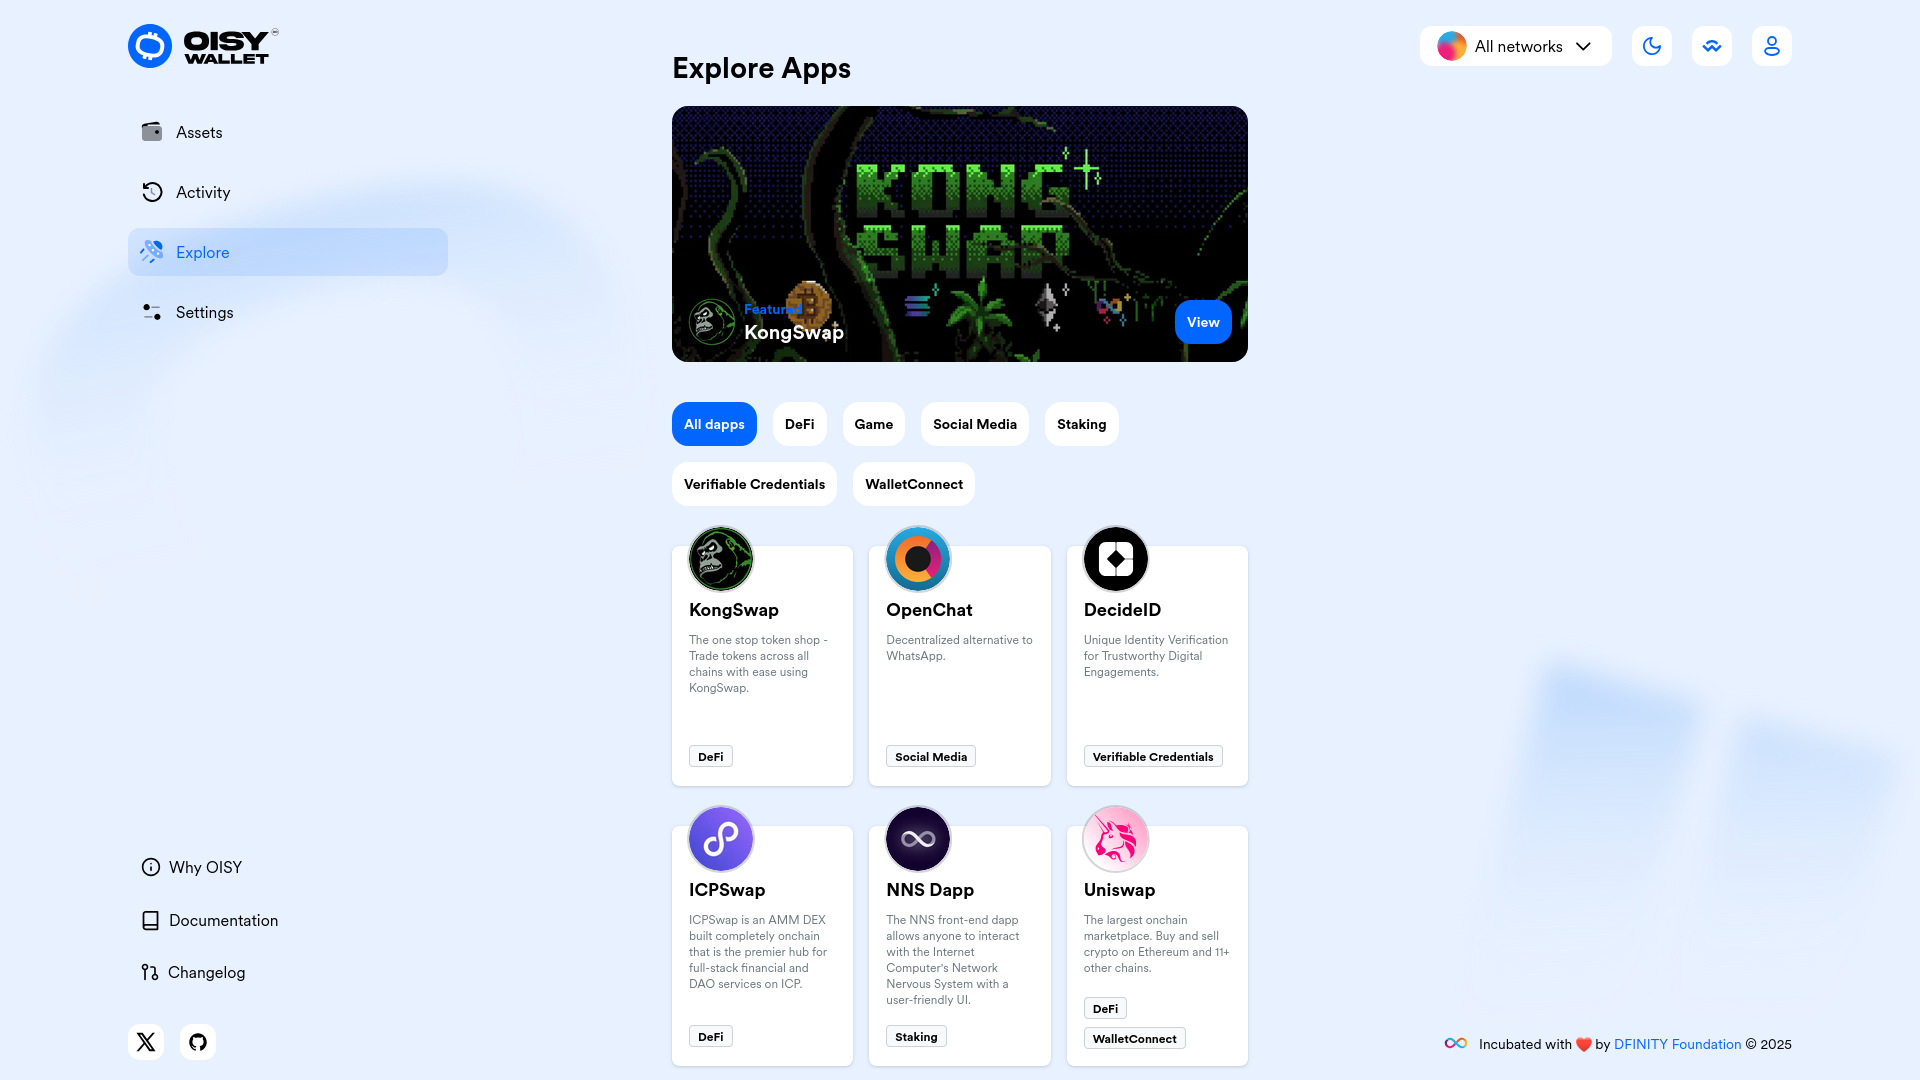 OISY
WALLET
All networks
Explore Apps
Assets
Activity
Explore
Settings
KONG
SWAP
Featured
KongSwap
View
All dapps
DeFi
Game
Social Media
Staking
Verifiable Credentials
WalletConnect
KongSwap
The one stop token shop -
Trade tokens across all
chains with ease using
KongSwap.
DeFi
OpenChat
Decentralized alternative to
WhatsApp.
Social Media
DecideID
Unique Identity Verification
for Trustworthy Digital
Engagements.
Verifiable Credentials
ICPSwap
ICPSwap is an AMM DEX
built completely onchain
that is the premier hub for
full-stack financial and
DAO services on ICP.
DeFi
NNS Dapp
The NNS front-end dapp
allows anyone to interact
with the Internet
Computer's Network
Nervous System with a
user-friendly UI.
Staking
Uniswap
The largest onchain
marketplace. Buy and sell
crypto on Ethereum and 11+
other chains.
DeFi
WalletConnect
Why OISY
Documentation
Changelog
Incubated with ❤️ by DFINITY Foundation © 2025